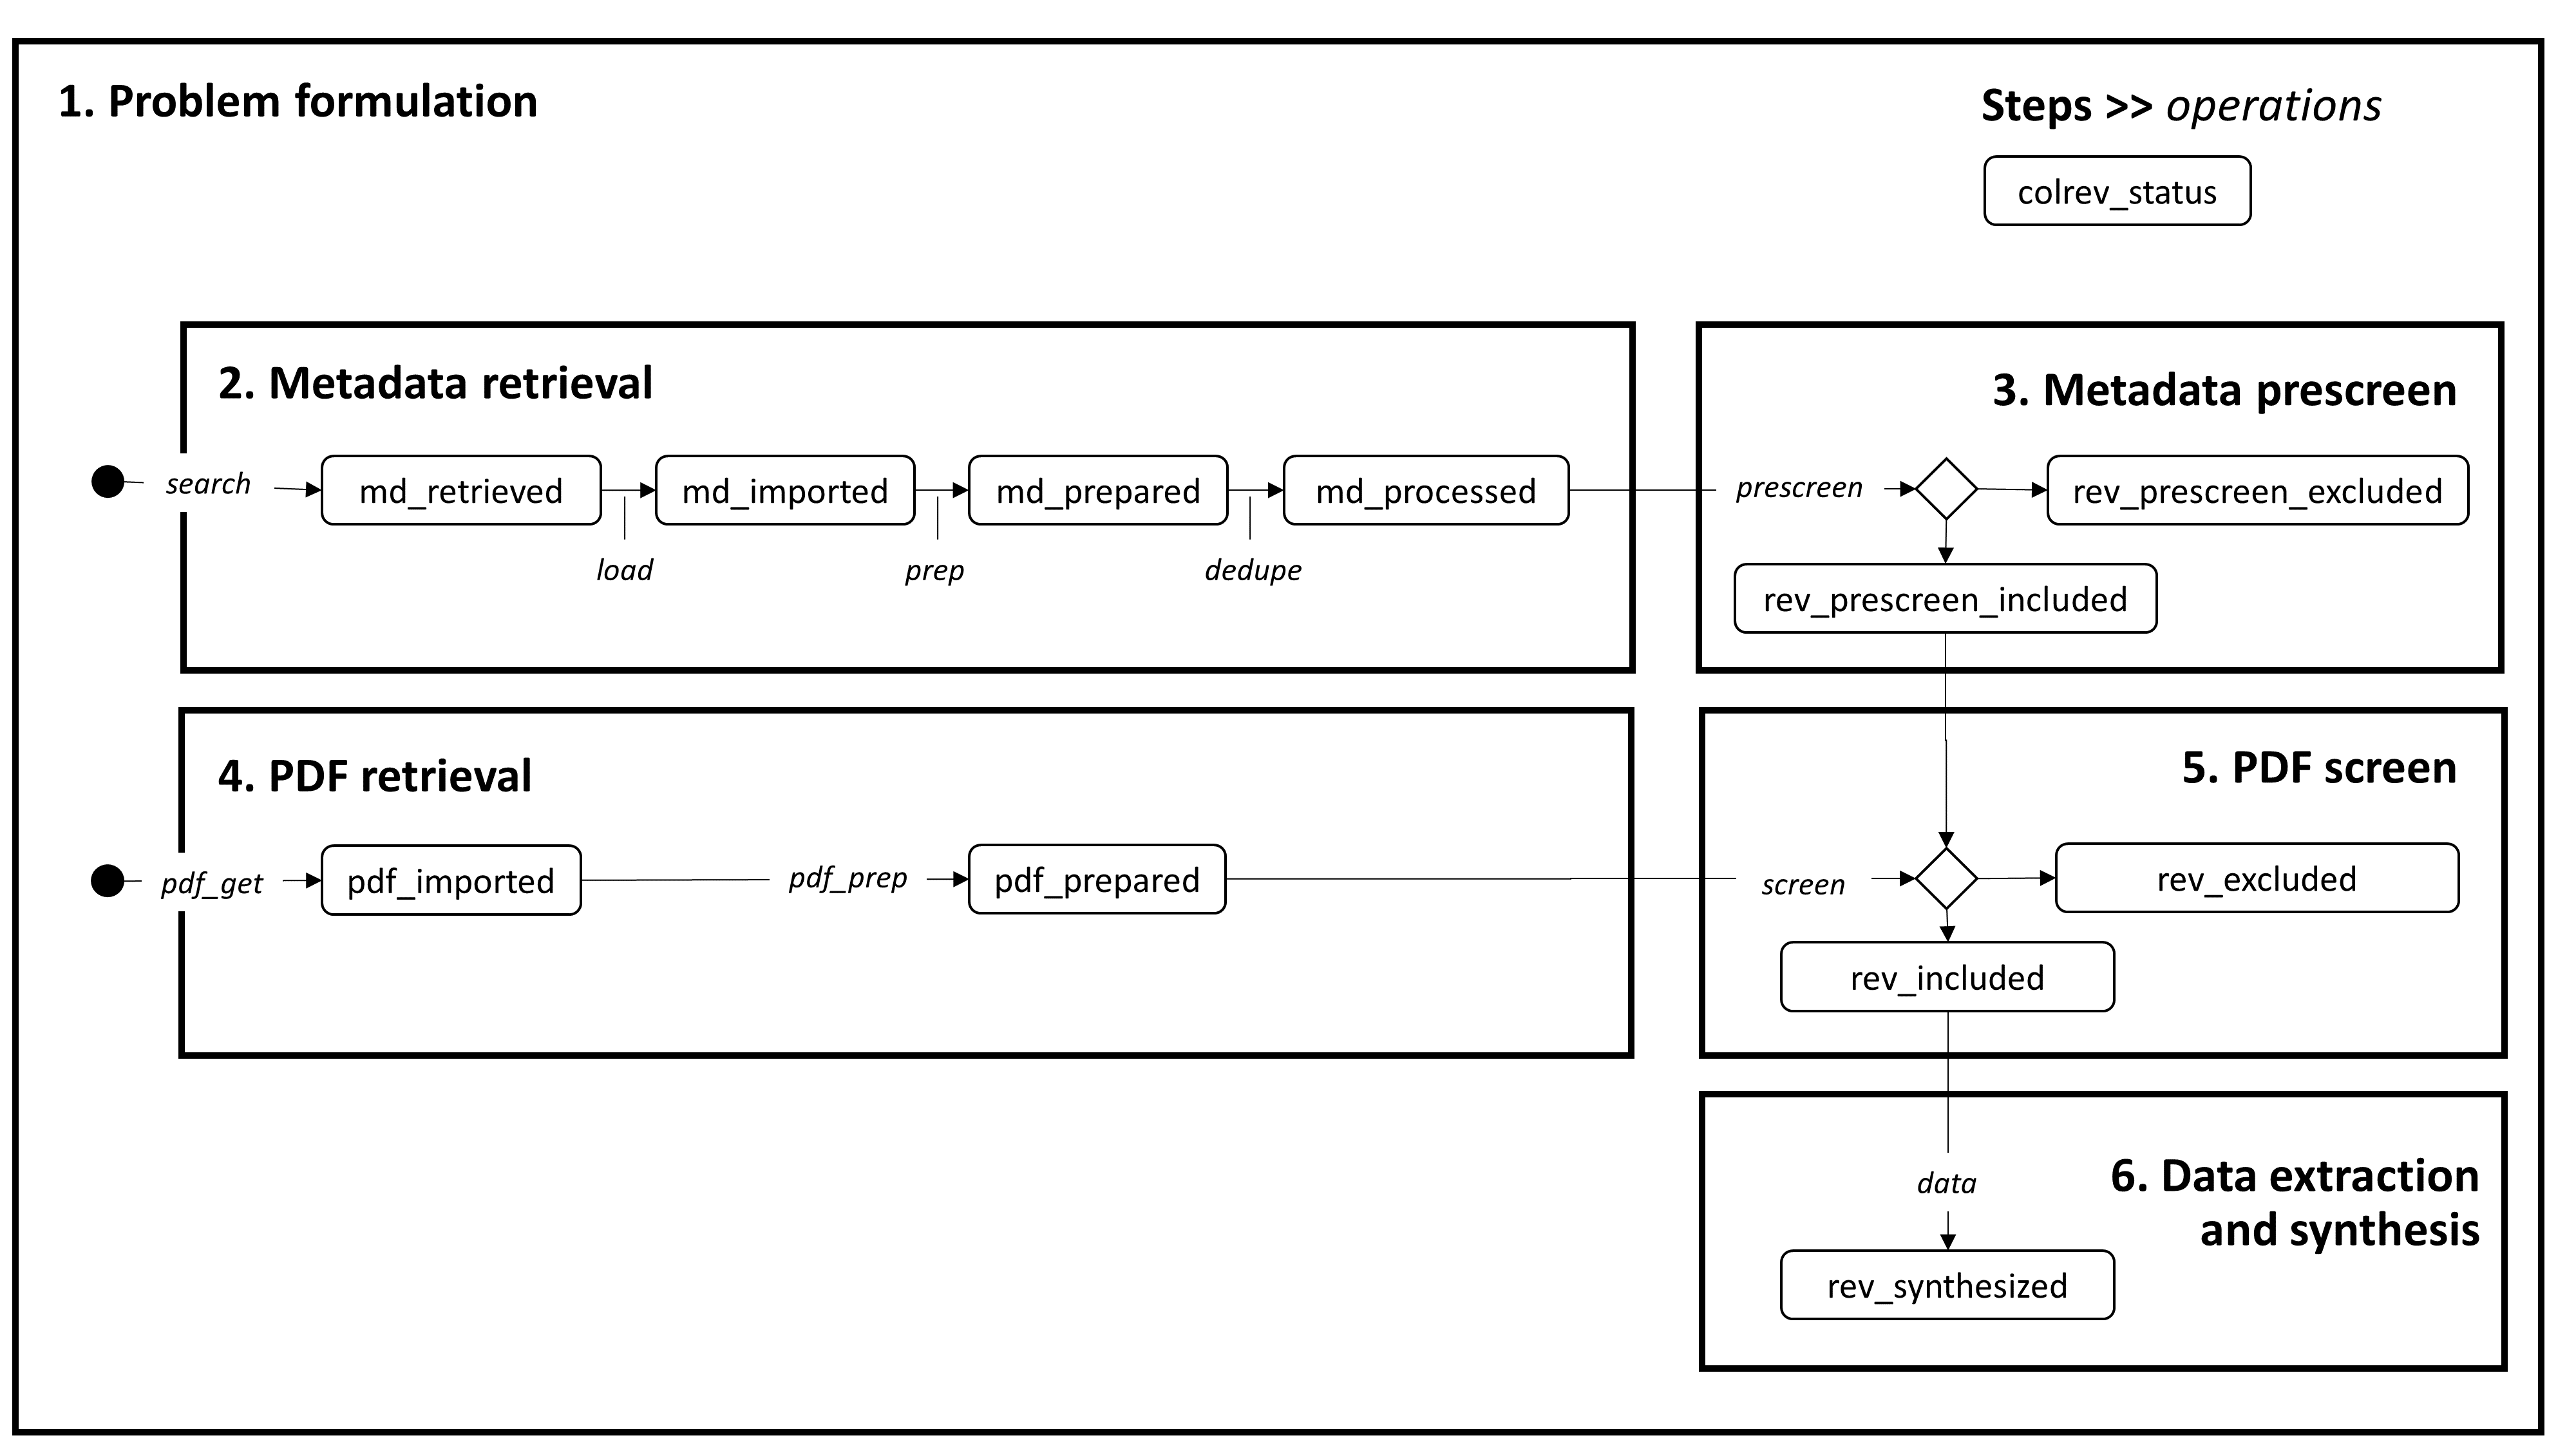 1. Problem formulation
Steps >> operations
colrev_status
2. Metadata retrieval
search
md_retrieved
md_imported
md_prepared
md_processed
load
prep
dedupe
3. Metadata prescreen
prescreen
rev_prescreen_excluded
rev_prescreen_included
4. PDF retrieval
pdf_get
pdf_imported
pdf_prep
pdf_prepared
5. PDF screen
screen
rev_excluded
rev_included
6. Data extraction
and synthesis
data
rev_synthesized